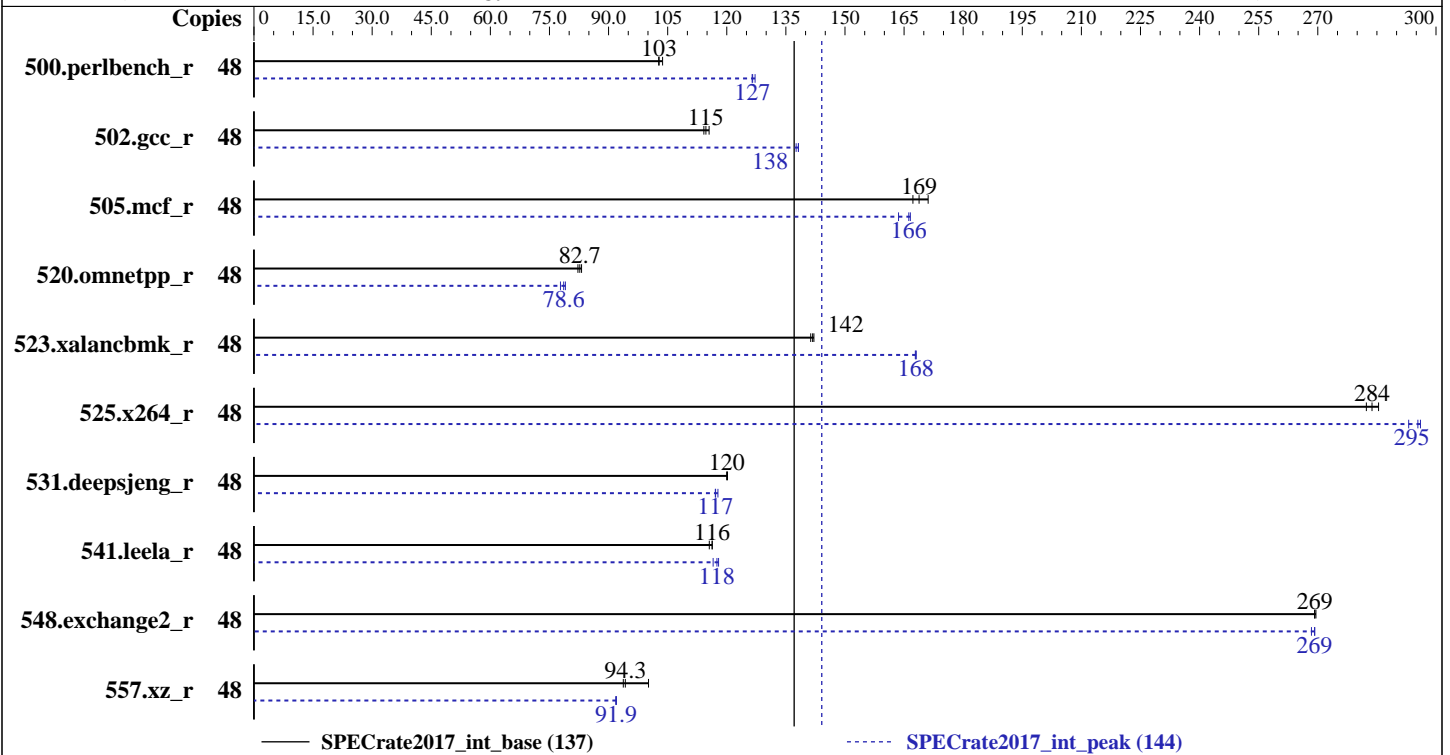 Copies 0 15.0 30.0 45.0 60.0 75.0 90.0 105 120 135 150 165 180 195 210 225 240 255 270 300
500.perlbench_r 48 103
127
502.gcc_r 48 115
138
505.mcf_r 48 169
166
520.omnetpp_r 48 82.7
78.6
523.xalancbmk_r 48 142
168
525.x264_r 48 284
295
531.deepsjeng_r 48 120
117
541.leela_r 48 116
118
548.exchange2_r 48 269
269
557.xz_r 48 94.3
91.9
SPECrate2017_int_base (137) SPECrate2017_int_peak (144)